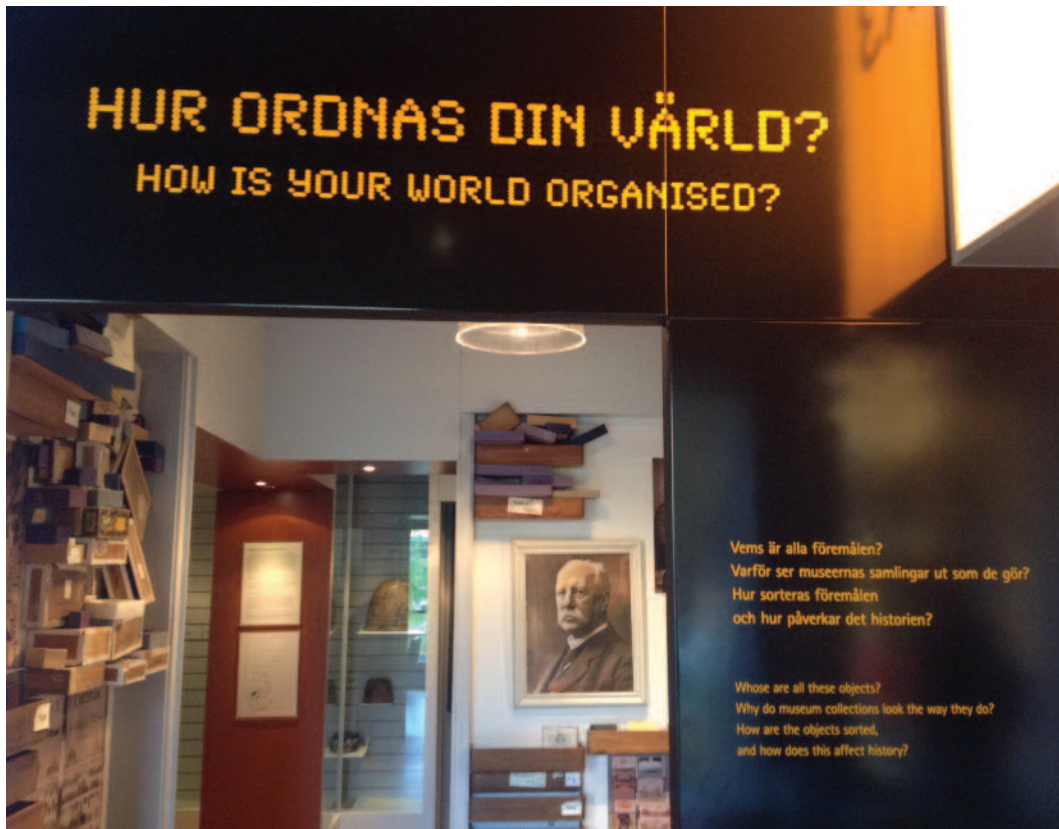 HUR ORDNAS DIN VÄRLD?
HOW IS YOUR WORLD ORGANISED?
Vems är alla föremålen?
Varför ser museernas samlingar ut som de gör?
Hur sorteras föremålen
och hur påverkar det historien?
Whose are all these objects?
Why do museum collections look the way they do?
How are the objects sorted,
and how does this affect history?